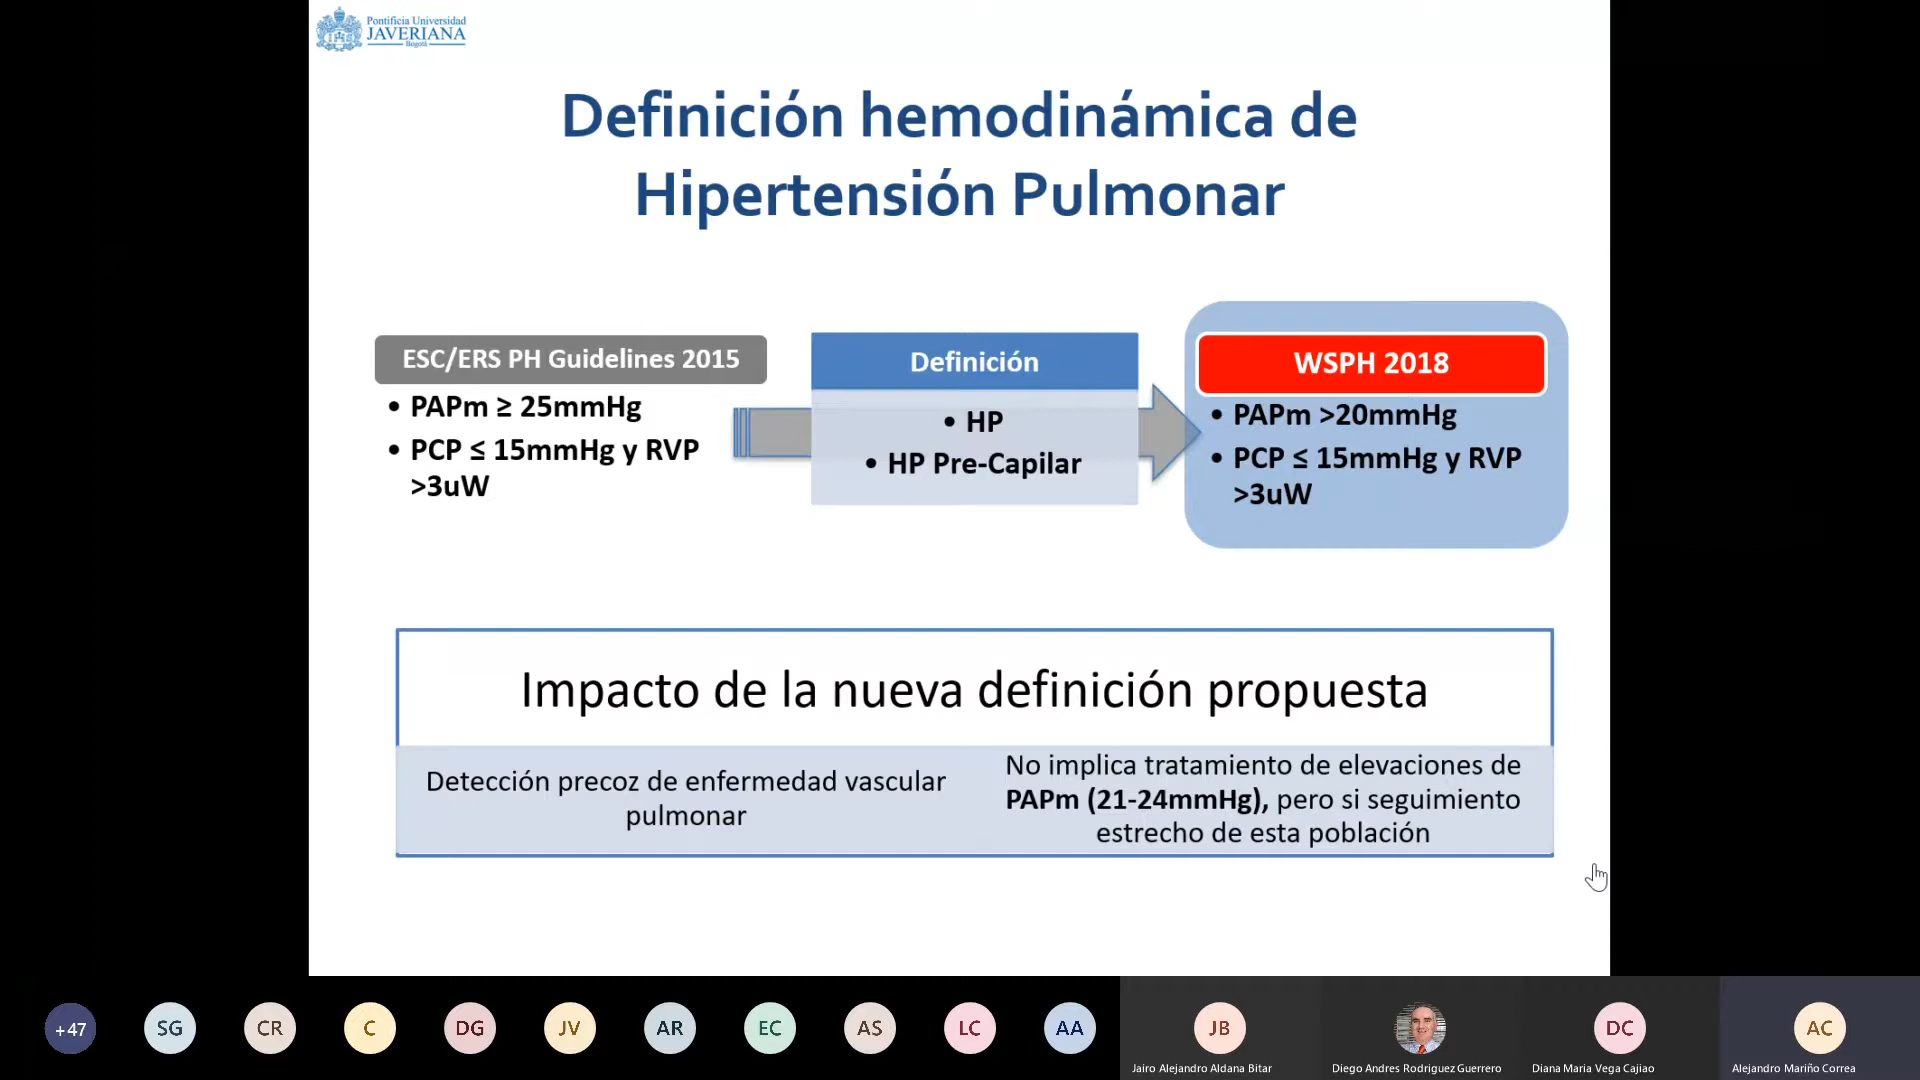 Pontificia Universidad
JAVERIANA
Bogotá
Definición hemodinámica de
Hipertensión Pulmonar
ESC/ERS PH Guidelines 2015
• PAPm ≥ 25mmHg
• PCP ≤ 15mmHg y RVP
>3uW
Definición
• HP
• HP Pre-Capilar
WSPH 2018
• PAPm >20mmHg
• PCP ≤ 15mmHg y RVP
>3uW
Impacto de la nueva definición propuesta
Detección precoz de enfermedad vascular
pulmonar
No implica tratamiento de elevaciones de
PAPm (21-24mmHg), pero si seguimiento
estrecho de esta población
+47
SG
CR
C
DG
JV
AR
EC
AS
LC
AA
JB
DC
AC
Jairo Alejandro Aldana Bitar
Diego Andres Rodriguez Guerrero
Diana Maria Vega Cajiao
Alejandro Mariño Correa